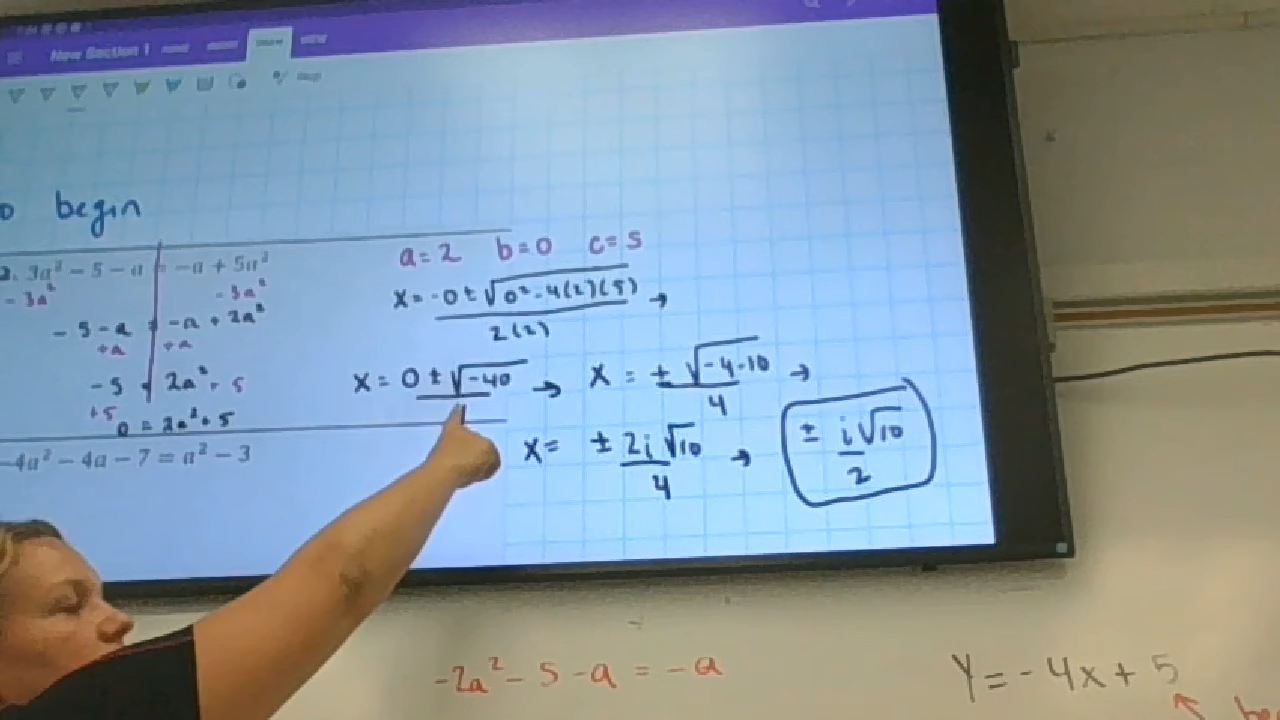 New Section 1
o begin
2. 3a² - 5 - a = -a + 5a²
-3a² -3a²
-5 - a = -a + 2a²
+a +a
-5 = 2a² + 5
+5
0 = 2a² + 5
-4a² - 4a - 7 = a² - 3
a = 2 b = 0 c = 5
x = -0 ± √0² - 4(2)(5) →
2(2)
x = 0 ± √-40 → x = ± √-4·10 →
4
x = ± 2i √10 → ± i√10
4 2
-2a² - 5 - a = -a
y = -4x + 5